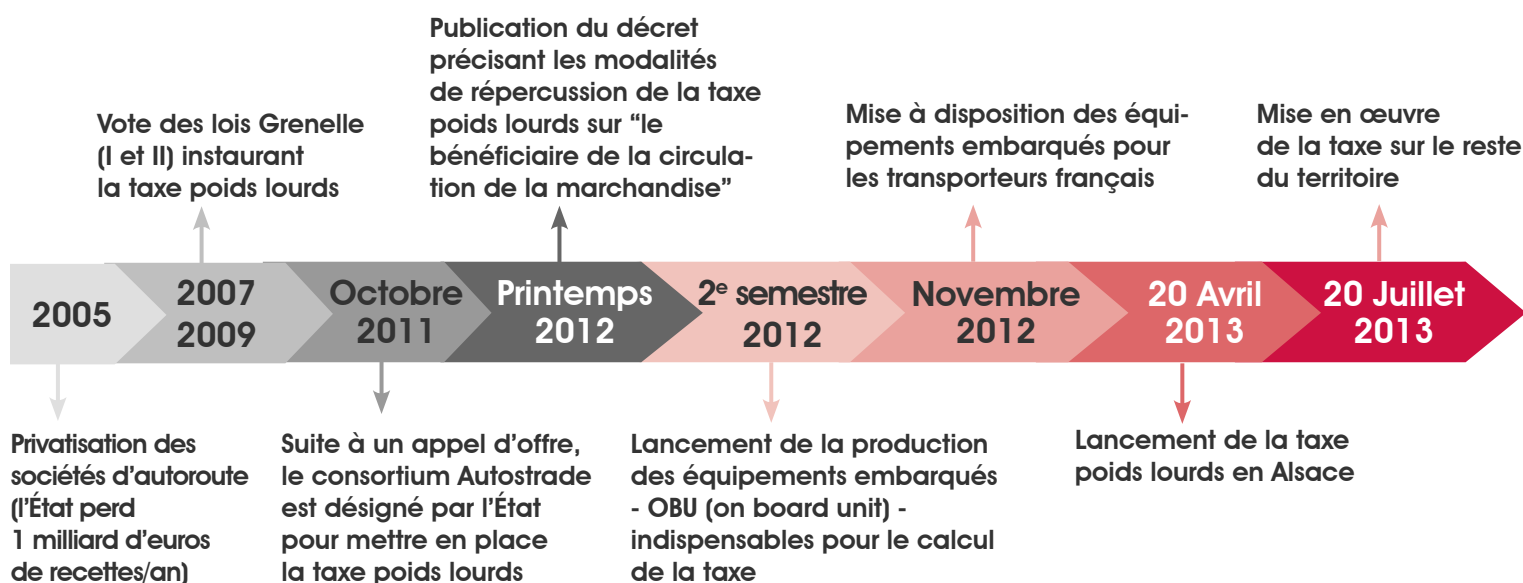 Publication du décret
précisant les modalités
de répercussion de la taxe
poids lourds sur “le
bénéficiaire de la circula-
tion de la marchandise”
Vote des lois Grenelle
(I et II) instaurant
la taxe poids lourds
Mise à disposition des équi-
pements embarqués pour
les transporteurs français
Mise en œuvre
de la taxe sur le reste
du territoire
2005
2007
2009
Octobre
2011
Printemps
2012
2e semestre
2012
Novembre
2012
20 Avril
2013
20 Juillet
2013
Privatisation des
sociétés d’autoroute
(l’État perd
1 milliard d’euros
de recettes/an)
Suite à un appel d’offre,
le consortium Autostrade
est désigné par l’État
pour mettre en place
la taxe poids lourds
Lancement de la production
des équipements embarqués
- OBU (on board unit) -
indispensables pour le calcul
de la taxe
Lancement de la taxe
poids lourds en Alsace